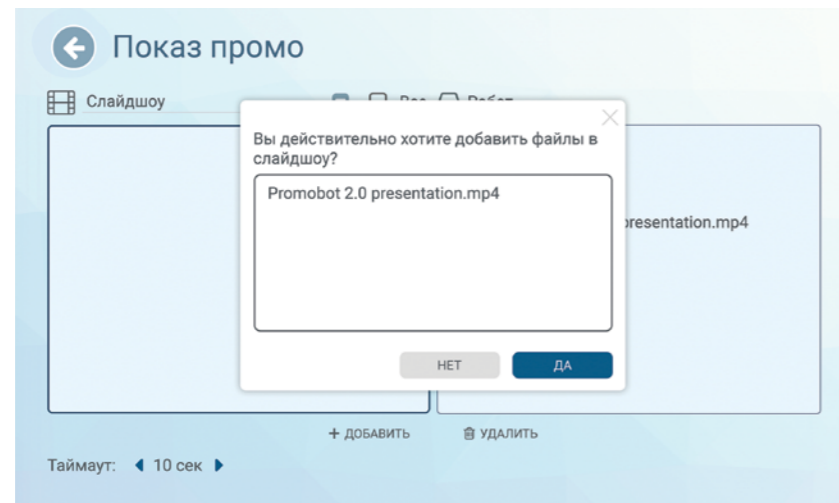 Показ промо
Слайдшоу
Вы действительно хотите добавить файлы в
слайдшоу?
Promobot 2.0 presentation.mp4
presentation.mp4
НЕТ
ДА
+ ДОБАВИТЬ
УДАЛИТЬ
Таймаут: 10 сек